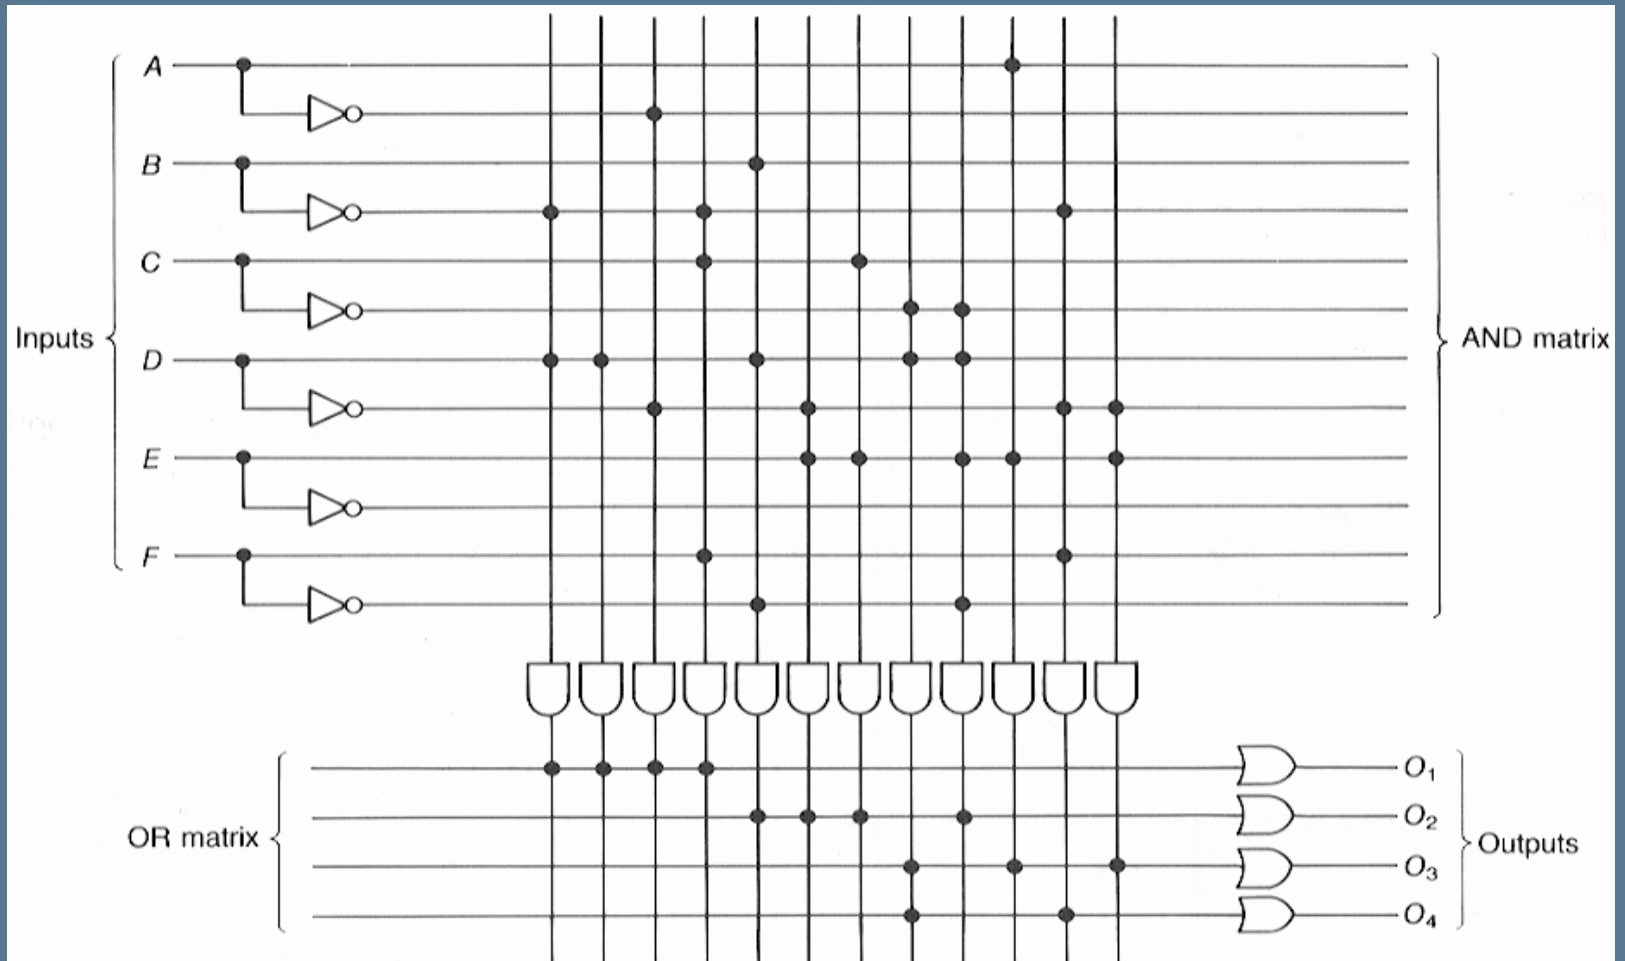 A
B
C
Inputs
AND matrix
D
E
F
O₁
O₂
OR matrix
Outputs
O₃
O₄